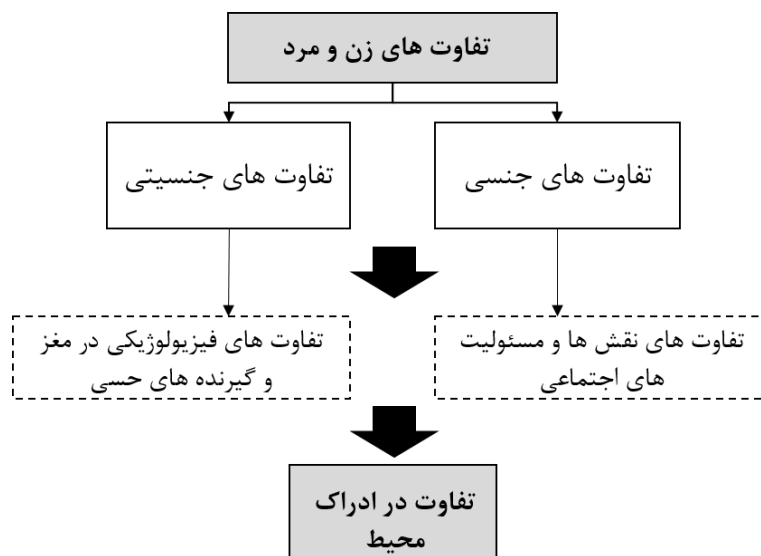 تفاوت های زن و مرد
تفاوت های جنسی
تفاوت های جنسیتی
تفاوت های نقش ها و مسئولیت
های اجتماعی
تفاوت های فیزیولوژیکی در مغز
و گیرنده های حسی
تفاوت در ادراک
محیط